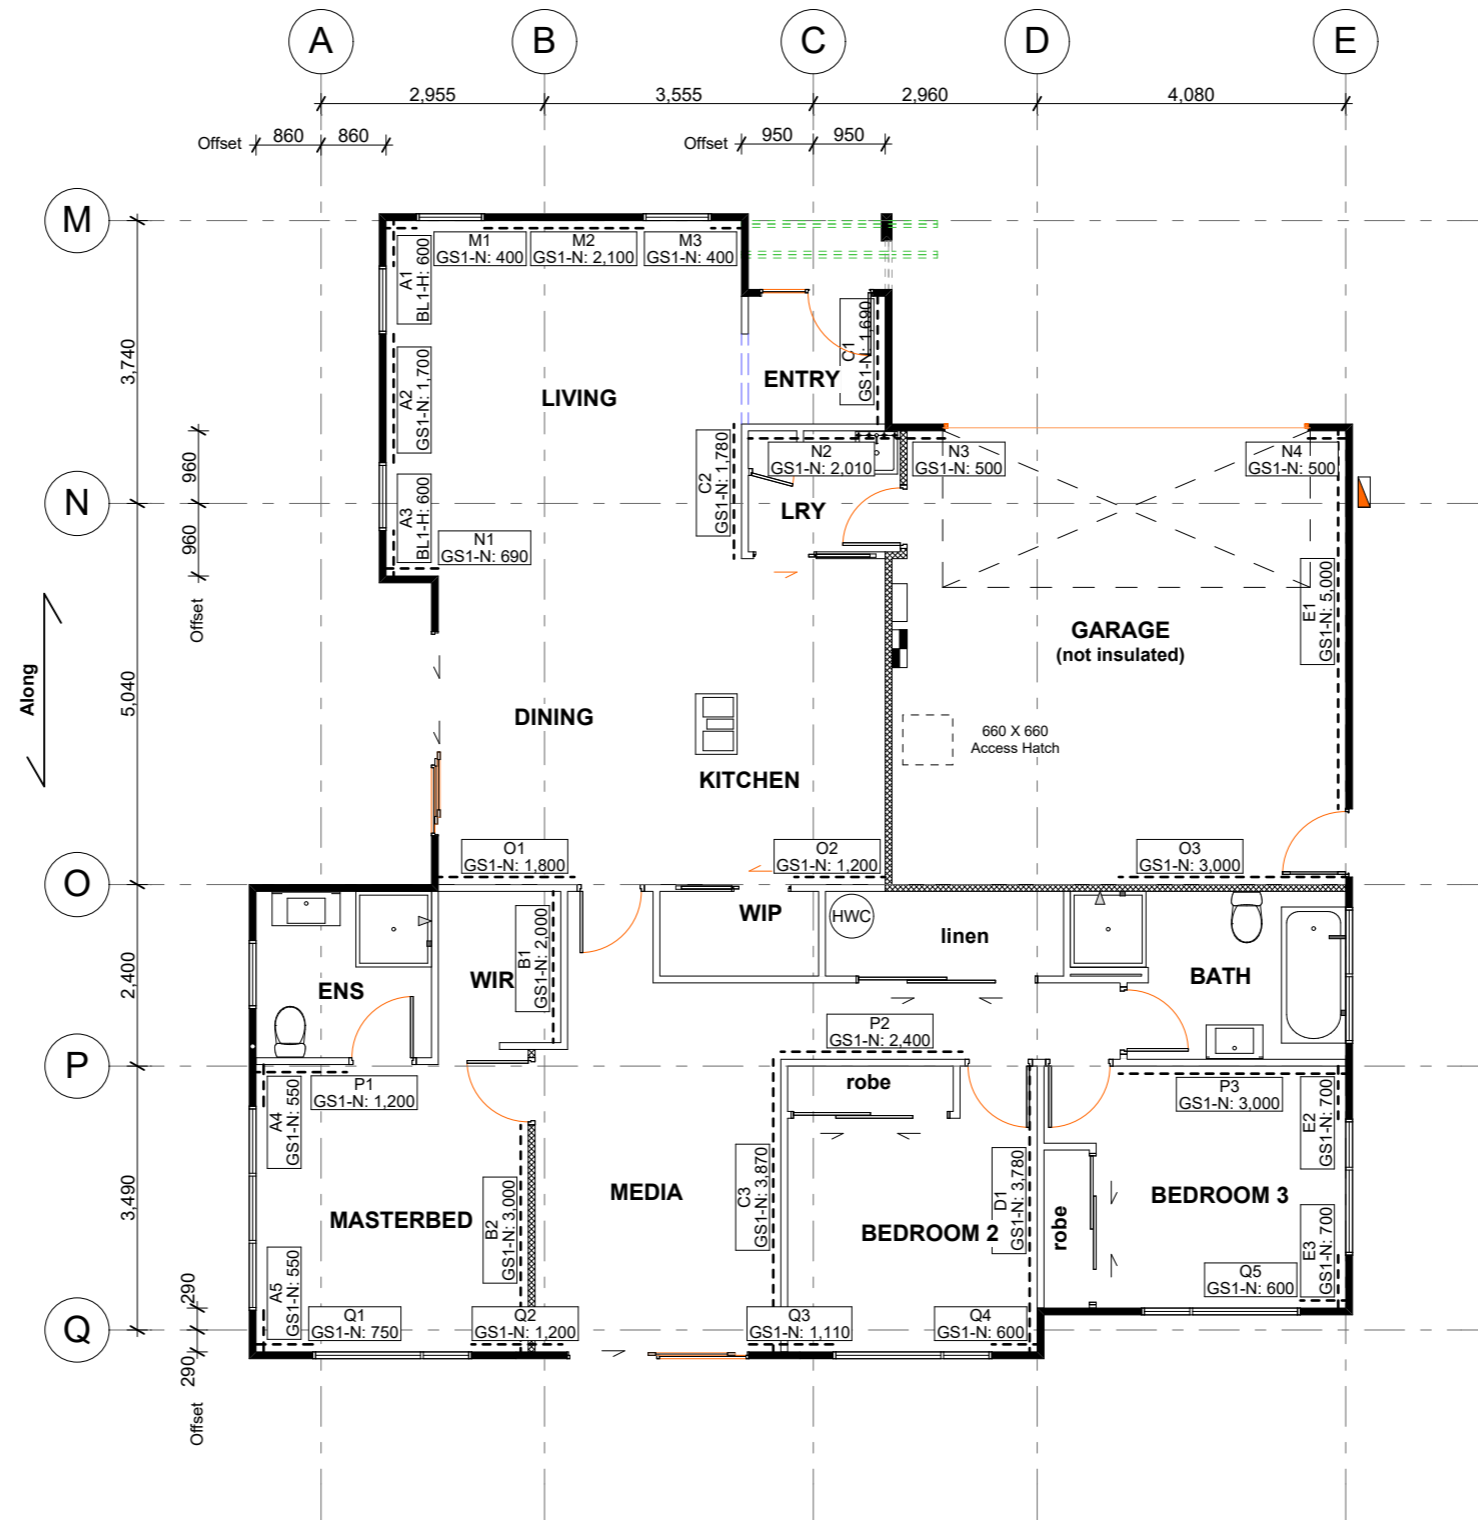 A B C D E
2,955 3,555 2,960 4,080
Offset 860 860 Offset 950 950
M
M1
GS1-N: 400
M2
GS1-N: 2,100
M3
GS1-N: 400
A1
BL1-H: 600
C1
GS1-N: 1,690
3,740
ENTRY
LIVING
A2
GS1-N: 1,700
C2
GS1-N: 1,780
N2
GS1-N: 2,010
N3
GS1-N: 500
N4
GS1-N: 500
960
N
A3
BL1-H: 600
LRY
960
N1
GS1-N: 690
Offset
E1
GS1-N: 5,000
GARAGE
(not insulated)
Along
5,040
DINING
660 X 660
Access Hatch
KITCHEN
O1
GS1-N: 1,800
O2
GS1-N: 1,200
O3
GS1-N: 3,000
O
WIP
HWC
linen
B1
GS1-N: 2,000
2,400
ENS
WIR
BATH
P2
GS1-N: 2,400
P
A4
GS1-N: 550
P1
GS1-N: 1,200
robe
P3
GS1-N: 3,000
E2
GS1-N: 700
3,490
MASTERBED
B2
GS1-N: 3,000
MEDIA
C3
GS1-N: 3,870
BEDROOM 2
D1
GS1-N: 3,780
robe
BEDROOM 3
E3
GS1-N: 700
A5
GS1-N: 550
Q5
GS1-N: 600
290
Q
Q1
GS1-N: 750
Q2
GS1-N: 1,200
Q3
GS1-N: 1,110
Q4
GS1-N: 600
290
Offset